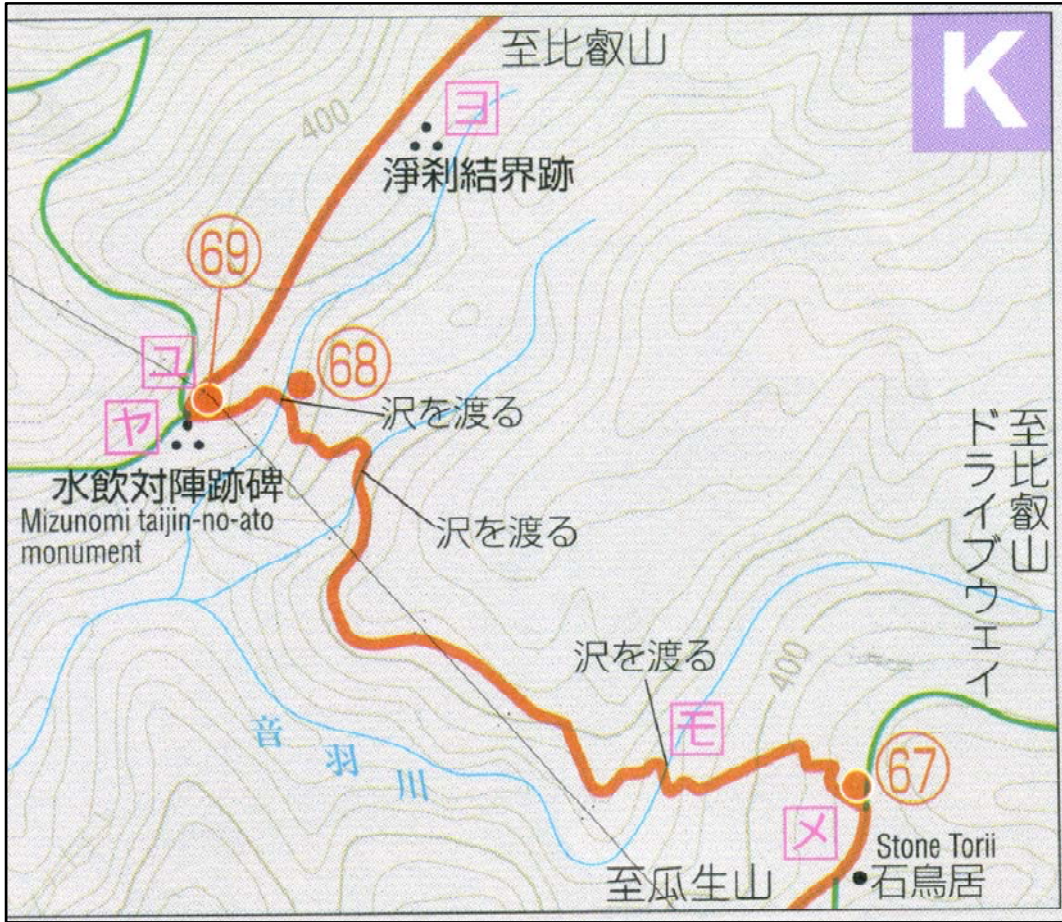 K
至比叡山
400
ヨ
浄刹結界跡
69
ユ
68
沢を渡る
ヤ
水飲対陣跡碑
Mizunomi taijin-no-ato
monument
沢を渡る
至比叡山
ドライブウェイ
沢を渡る
400
モ
音羽川
67
メ
Stone Torii
石鳥居
至瓜生山